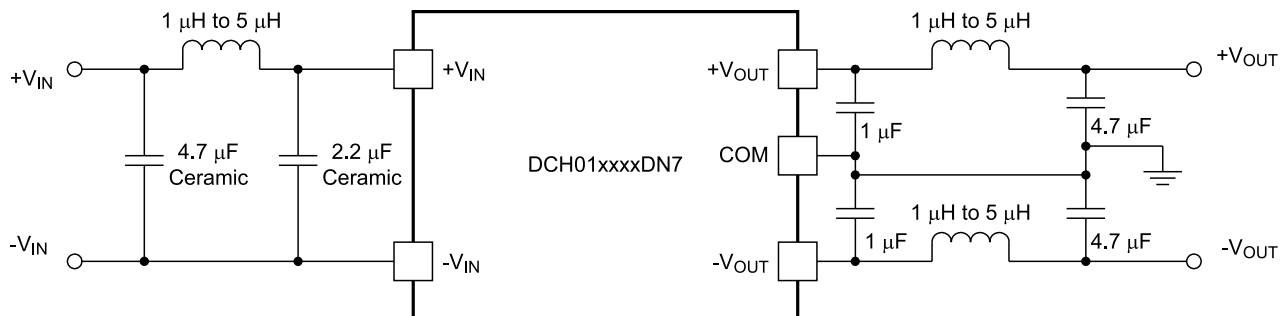 1 μH to 5 μH
1 μH to 5 μH
+VIN
+VIN
+VOUT
+VOUT
4.7 μF
Ceramic
2.2 μF
Ceramic
1 μF
4.7 μF
COM
DCH01xxxxDN7
1 μH to 5 μH
1 μF
4.7 μF
-VIN
-VIN
-VOUT
-VOUT